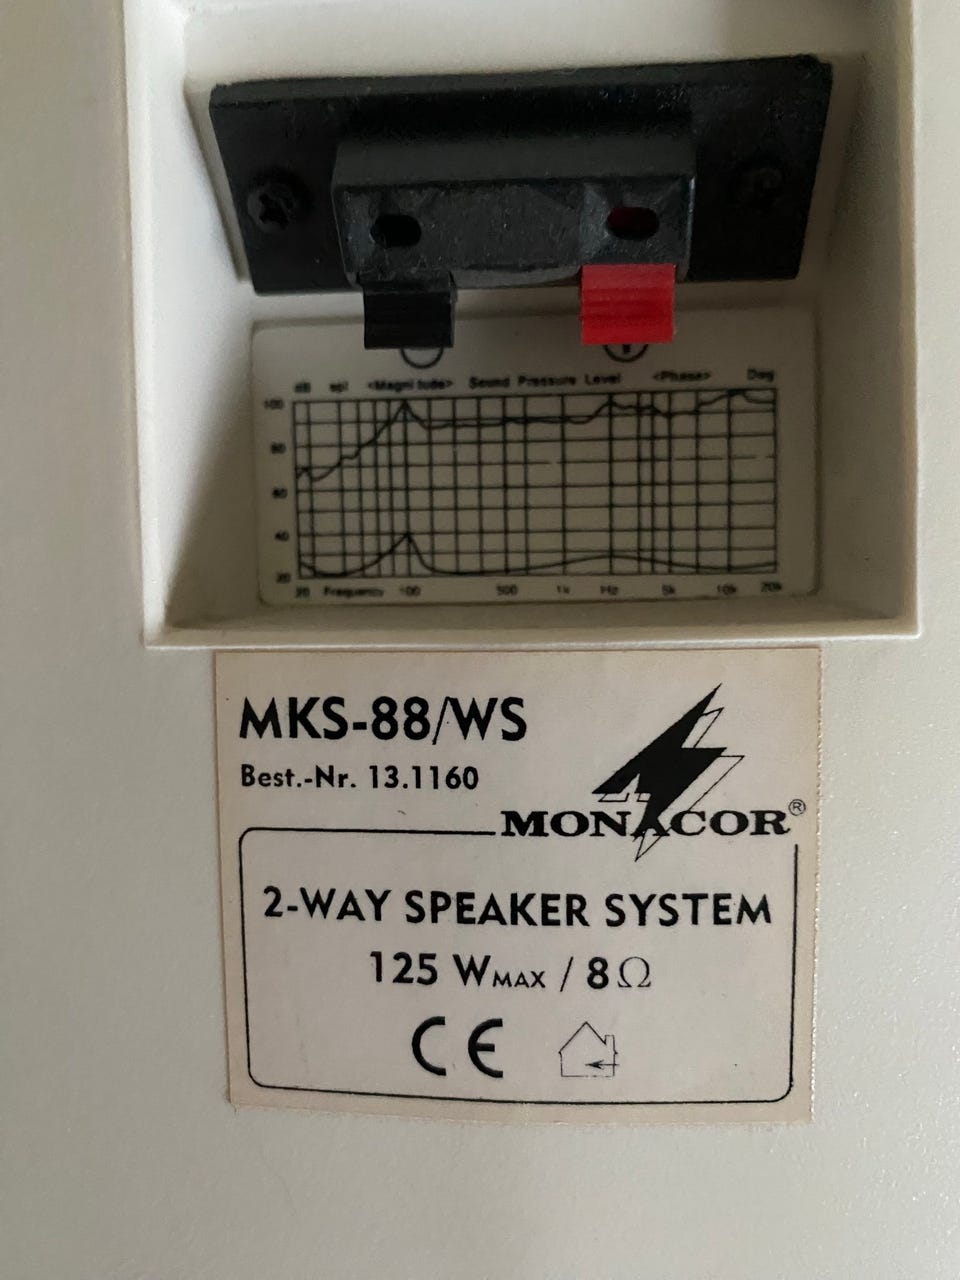 dB spl <Magnitude> Sound Pressure Level <Phase> Deg
100
80
60
40
20
20 Frequency 100 500 1k Hz 5k 10k 20k
MKS-88/WS
Best.-Nr. 13.1160
MONACOR®
2-WAY SPEAKER SYSTEM
125 WMAX / 8Ω
CE